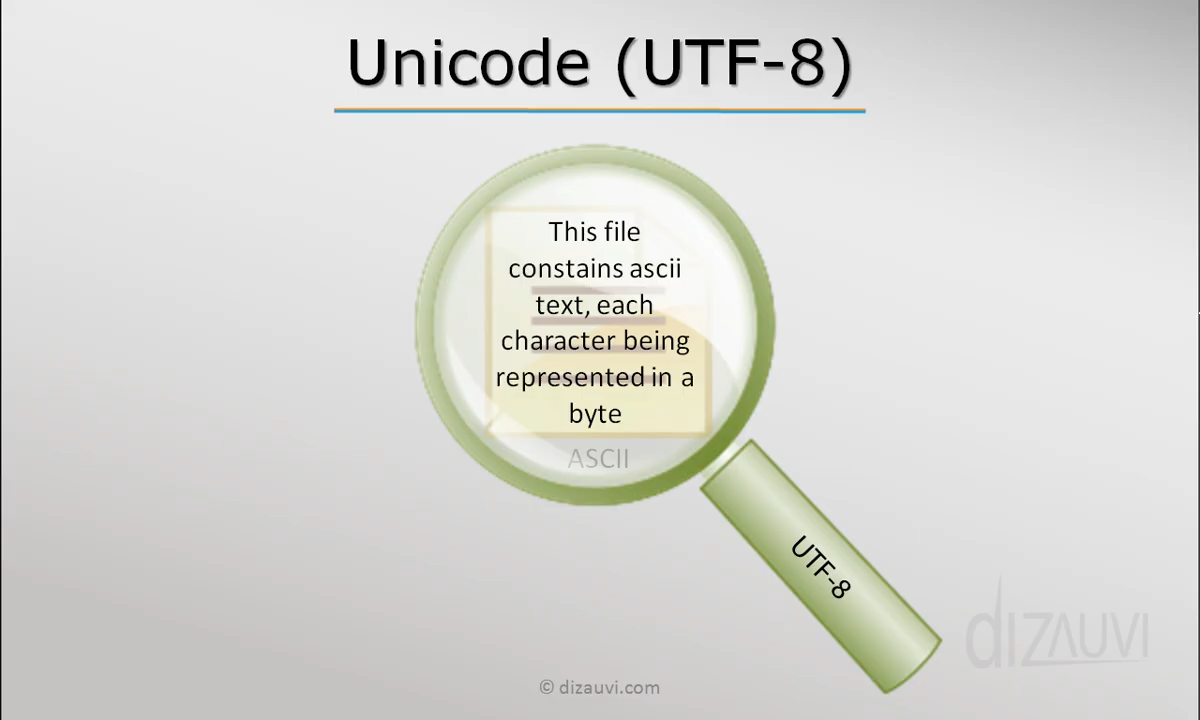 Unicode (UTF-8)
This file
constains ascii
text, each
character being
represented in a
byte
ASCII
UTF-8
dizauvi
© dizauvi.com